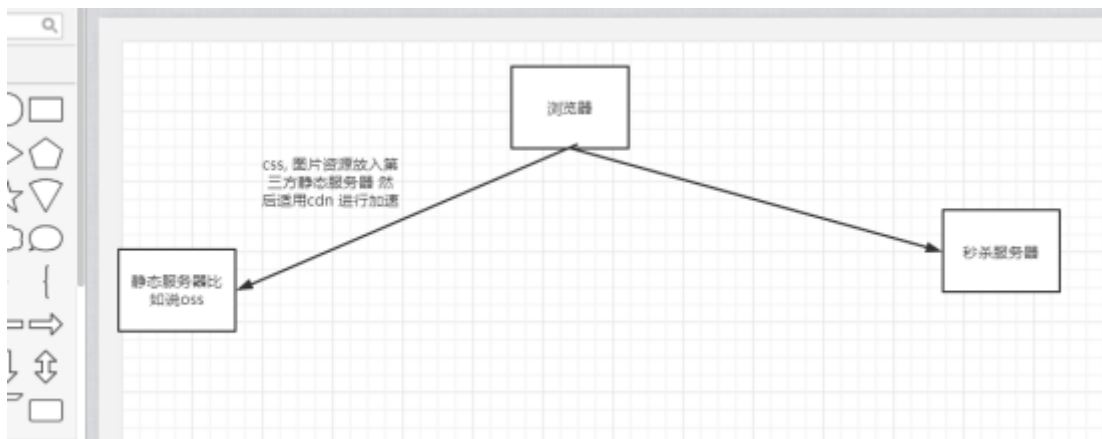 浏览器
css, 图片资源放入第
三方静态服务器 然
后适用cdn 进行加速
静态服务器比
如说oss
秒杀服务器